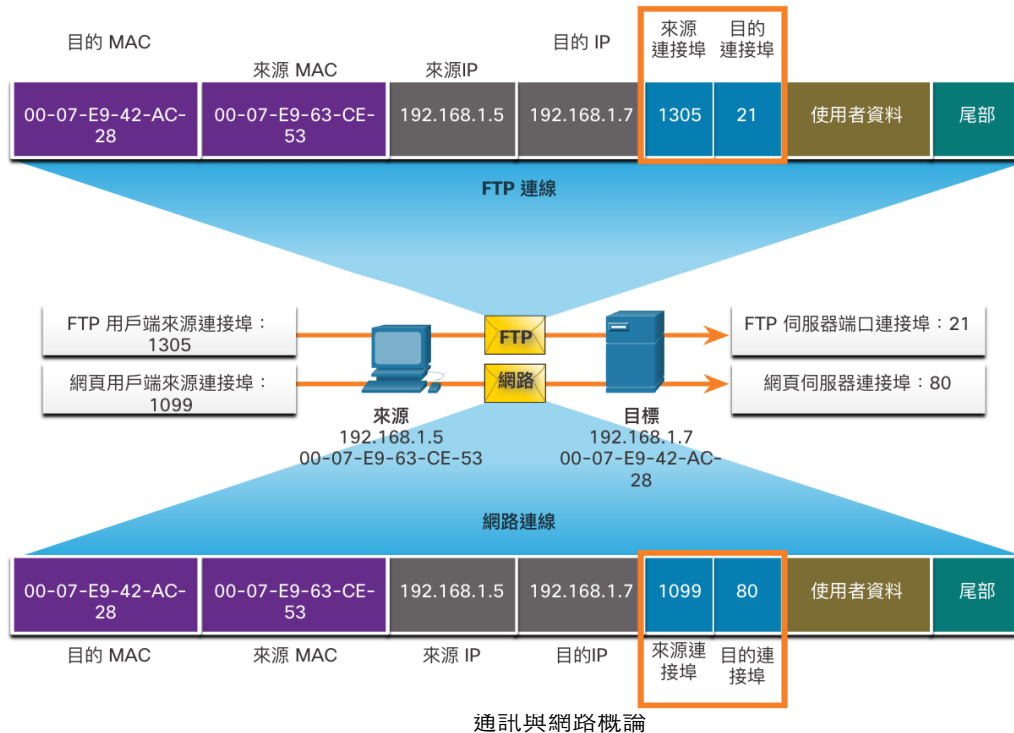 目的 MAC
來源 MAC
來源IP
目的 IP
來源
連接埠
目的
連接埠
00-07-E9-42-AC-
28
00-07-E9-63-CE-
53
192.168.1.5
192.168.1.7
1305
21
使用者資料
尾部
FTP 連線
FTP 用戶端來源連接埠：
1305
FTP
FTP 伺服器端口連接埠：21
網頁用戶端來源連接埠：
1099
網路
網頁伺服器連接埠：80
來源
192.168.1.5
00-07-E9-63-CE-53
目標
192.168.1.7
00-07-E9-42-AC-
28
網路連線
00-07-E9-42-AC-
28
00-07-E9-63-CE-
53
192.168.1.5
192.168.1.7
1099
80
使用者資料
尾部
目的 MAC
來源 MAC
來源 IP
目的IP
來源連
接埠
目的連
接埠
通訊與網路概論